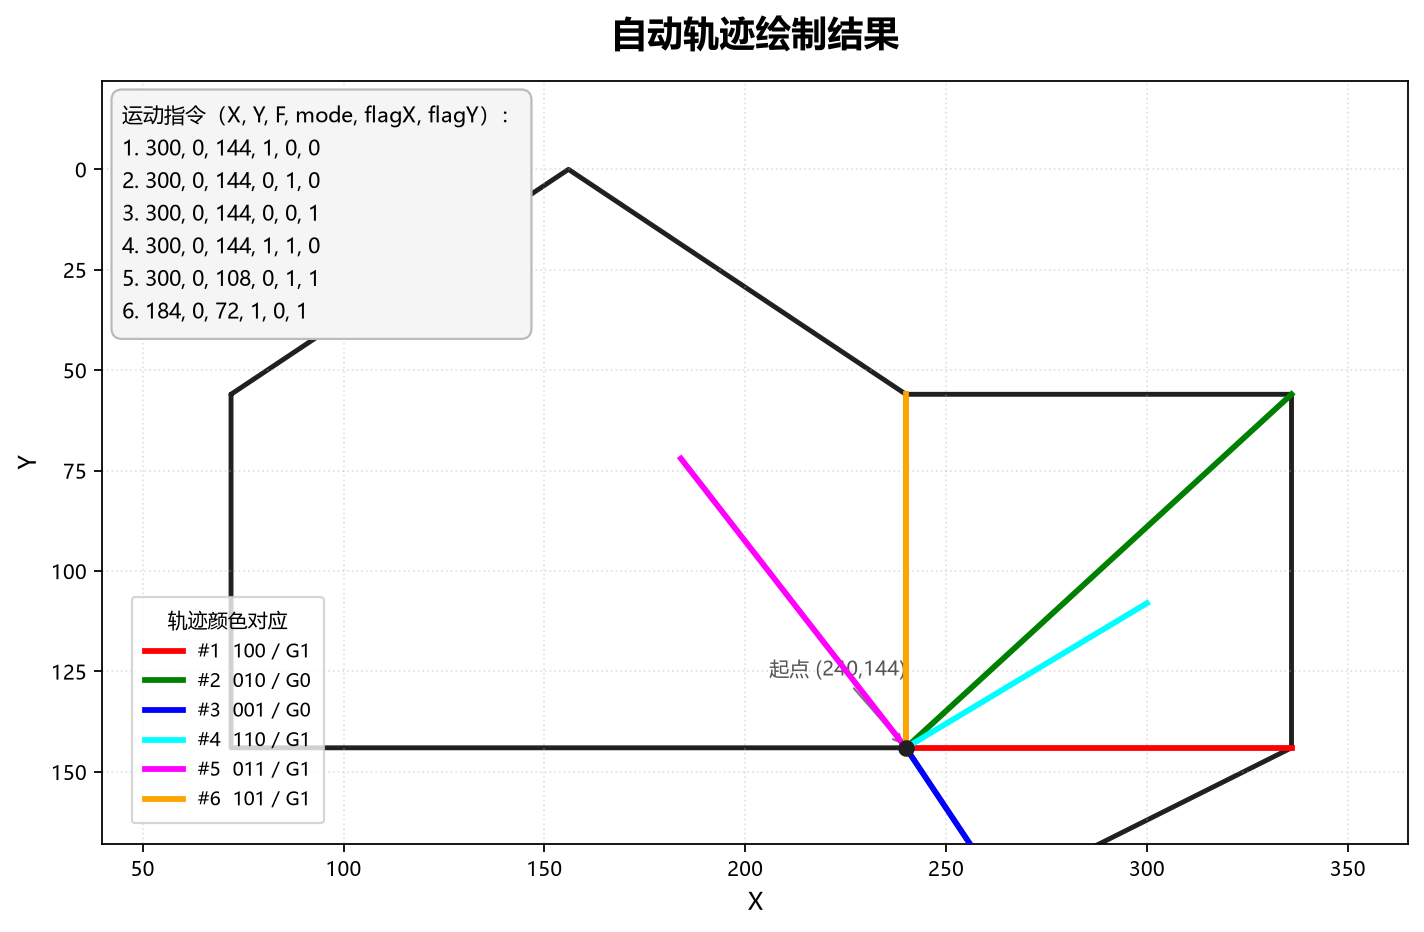 自动轨迹绘制结果
运动指令（X, Y, F, mode, flagX, flagY）:
1. 300, 0, 144, 1, 0, 0
2. 300, 0, 144, 0, 1, 0
3. 300, 0, 144, 0, 0, 1
4. 300, 0, 144, 1, 1, 0
5. 300, 0, 108, 0, 1, 1
6. 184, 0, 72, 1, 0, 1
0
25
50
75
100
125
150
Y
起点 (240,144)
轨迹颜色对应
#1 100 / G1
#2 010 / G0
#3 001 / G0
#4 110 / G1
#5 011 / G1
#6 101 / G1
50
100
150
200
250
300
350
X